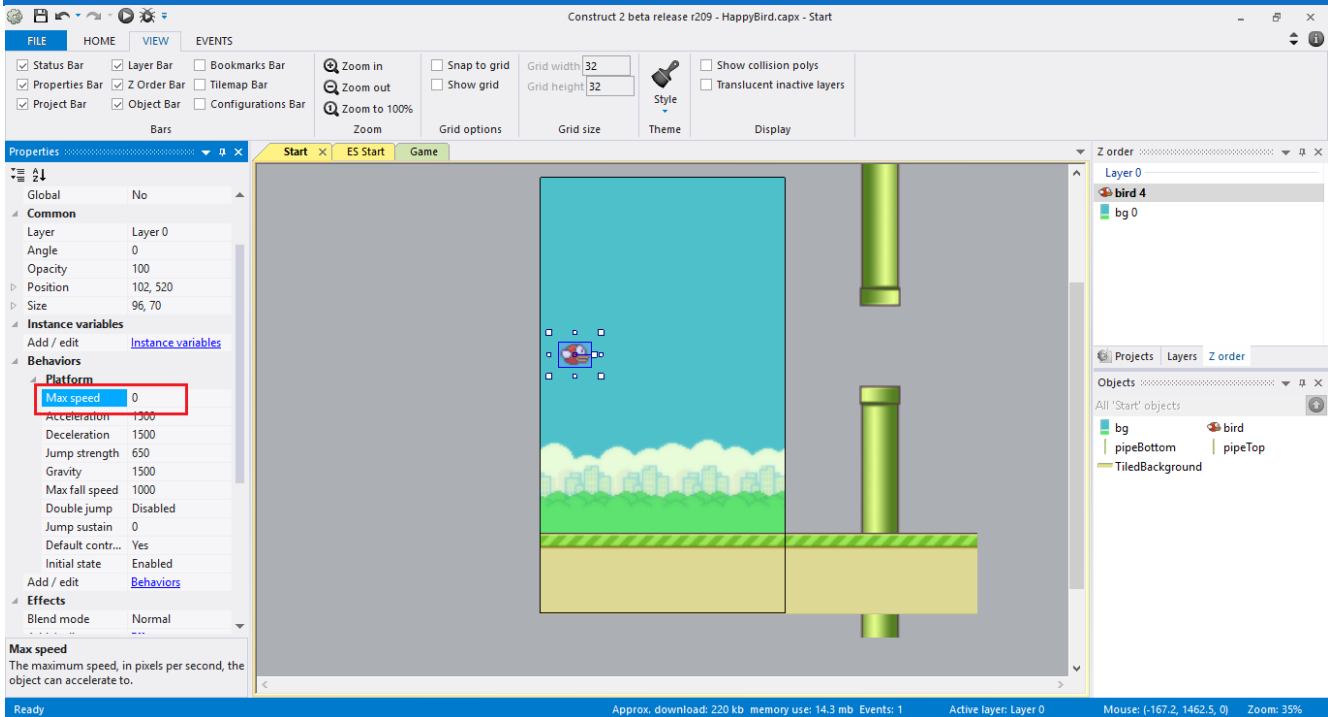 Construct 2 beta release r209 - HappyBird.capx - Start
FILE HOME VIEW EVENTS
Status Bar Layer Bar Bookmarks Bar Zoom in Snap to grid Grid width 32 Show collision polys
Properties Bar Z Order Bar Tilemap Bar Zoom out Show grid Grid height 32 Translucent inactive layers
Project Bar Object Bar Configurations Bar Zoom to 100% Style
Bars Zoom Grid options Grid size Theme Display
Properties
Global No
Common
Layer Layer 0
Angle 0
Opacity 100
Position 102, 520
Size 96, 70
Instance variables
Add / edit Instance variables
Behaviors
Platform
Max speed 0
Acceleration 1500
Deceleration 1500
Jump strength 650
Gravity 1500
Max fall speed 1000
Double jump Disabled
Jump sustain 0
Default contr... Yes
Initial state Enabled
Add / edit Behaviors
Effects
Blend mode Normal
Max speed
The maximum speed, in pixels per second, the
object can accelerate to.
Start ES Start Game
Z order
Layer 0
bird 4
bg 0
Projects Layers Z order
Objects
All 'Start' objects
bg bird
pipeBottom pipeTop
TiledBackground
Ready Approx. download: 220 kb memory use: 14.3 mb Events: 1 Active layer: Layer 0 Mouse: (-167.2, 1462.5, 0) Zoom: 35%